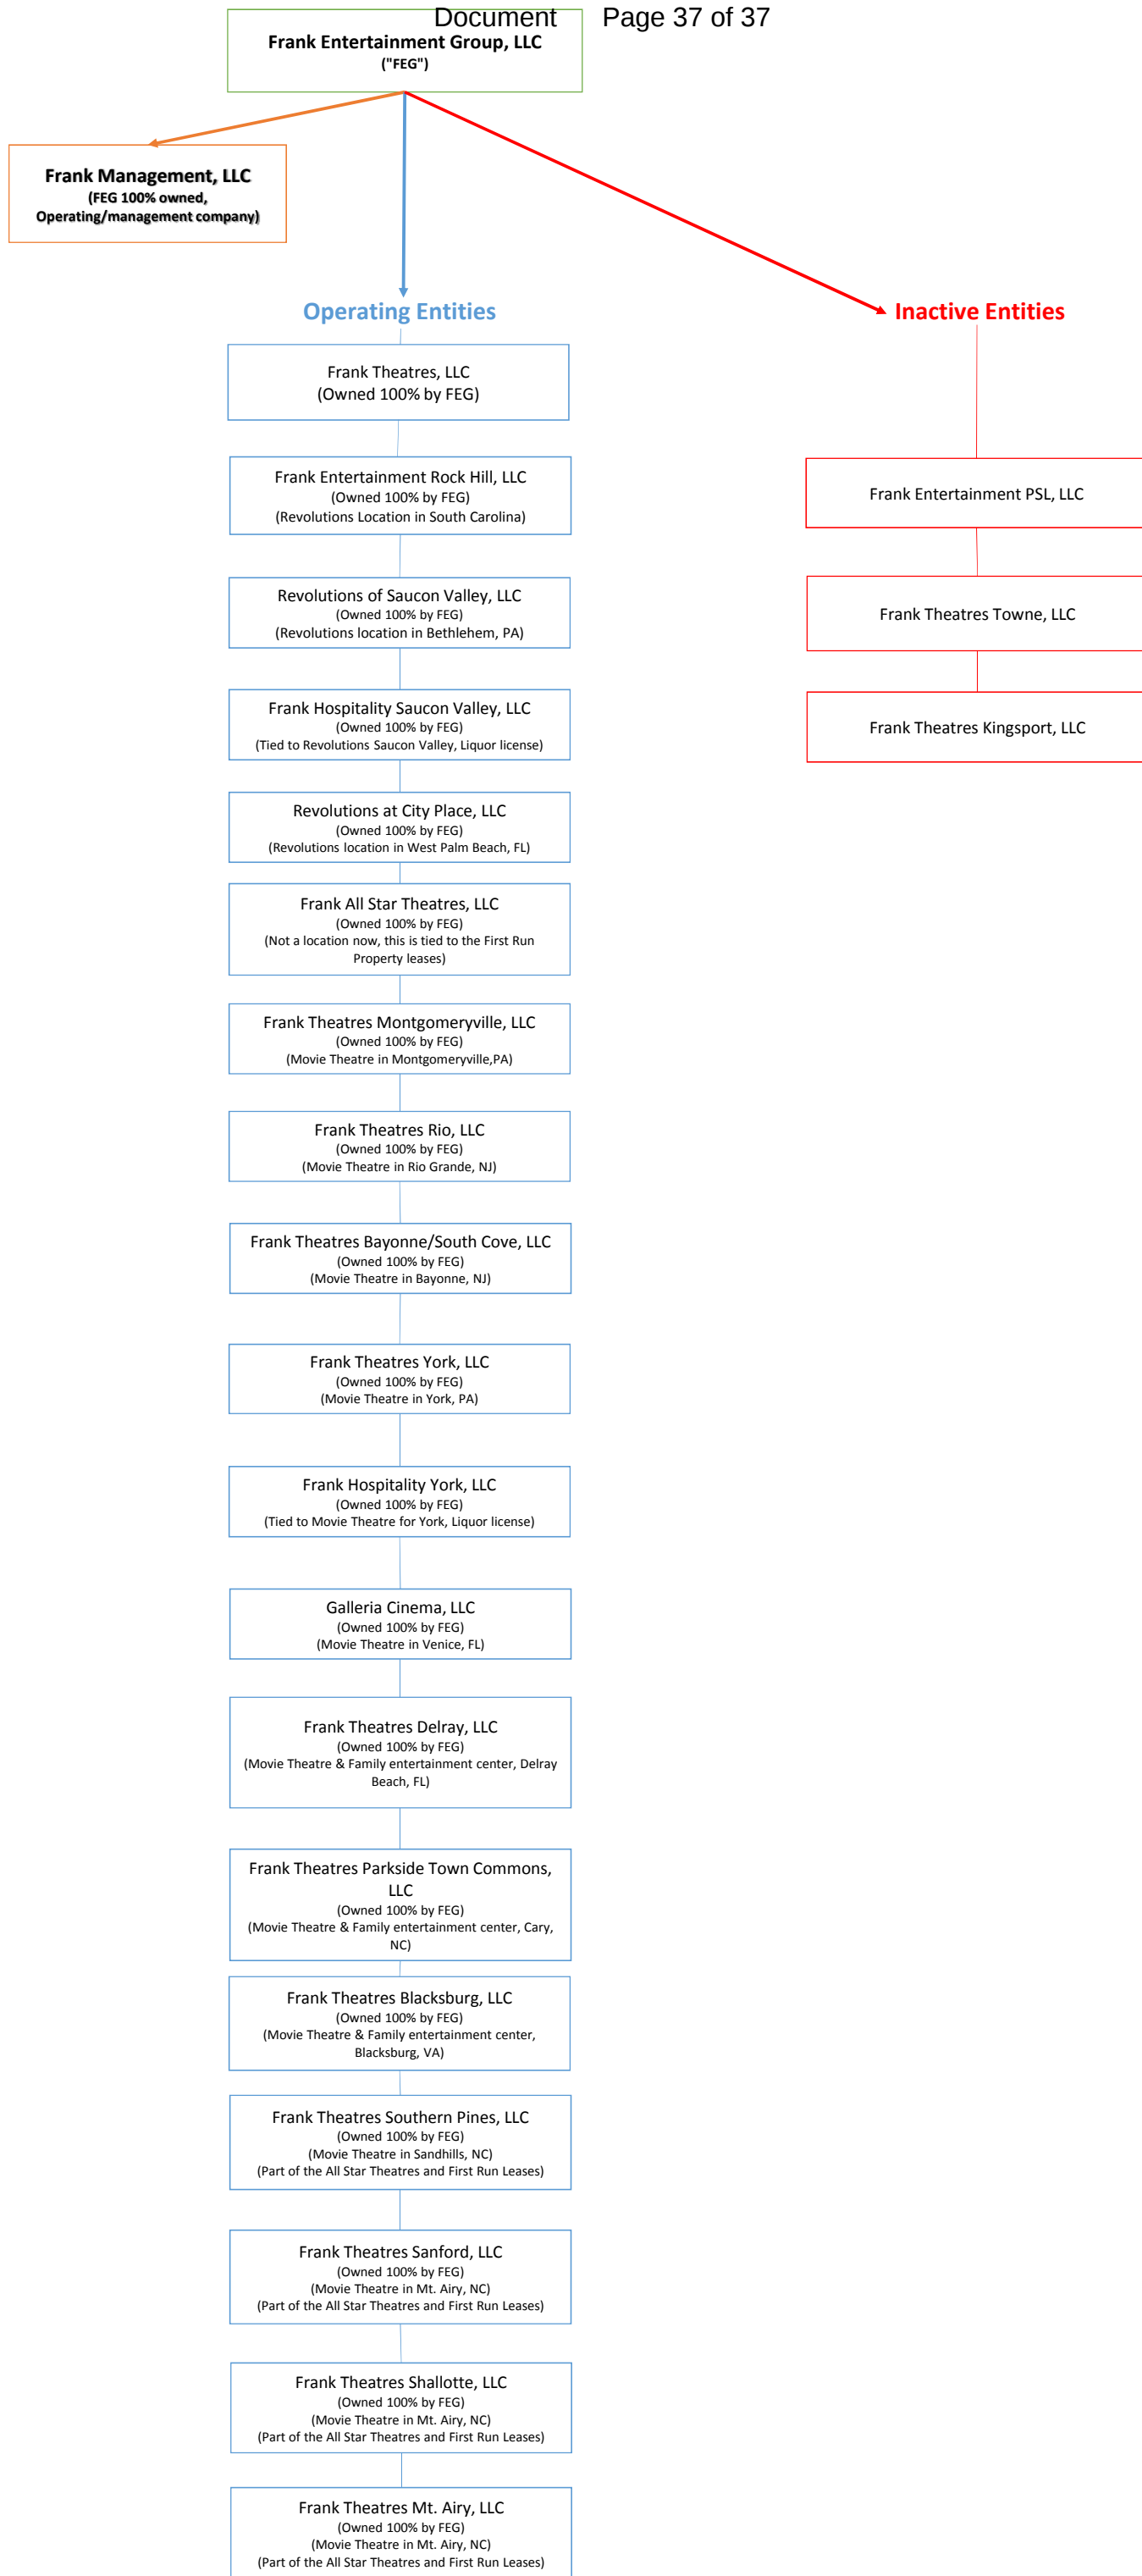 Document Page 37 of 37
Frank Entertainment Group, LLC
("FEG")
Frank Management, LLC
(FEG 100% owned,
Operating/management company)
Operating Entities
Inactive Entities
Frank Theatres, LLC
(Owned 100% by FEG)
Frank Entertainment Rock Hill, LLC
(Owned 100% by FEG)
(Revolutions Location in South Carolina)
Frank Entertainment PSL, LLC
Revolutions of Saucon Valley, LLC
(Owned 100% by FEG)
(Revolutions location in Bethlehem, PA)
Frank Theatres Towne, LLC
Frank Hospitality Saucon Valley, LLC
(Owned 100% by FEG)
(Tied to Revolutions Saucon Valley, Liquor license)
Frank Theatres Kingsport, LLC
Revolutions at City Place, LLC
(Owned 100% by FEG)
(Revolutions location in West Palm Beach, FL)
Frank All Star Theatres, LLC
(Owned 100% by FEG)
(Not a location now, this is tied to the First Run
Property leases)
Frank Theatres Montgomeryville, LLC
(Owned 100% by FEG)
(Movie Theatre in Montgomeryville,PA)
Frank Theatres Rio, LLC
(Owned 100% by FEG)
(Movie Theatre in Rio Grande, NJ)
Frank Theatres Bayonne/South Cove, LLC
(Owned 100% by FEG)
(Movie Theatre in Bayonne, NJ)
Frank Theatres York, LLC
(Owned 100% by FEG)
(Movie Theatre in York, PA)
Frank Hospitality York, LLC
(Owned 100% by FEG)
(Tied to Movie Theatre for York, Liquor license)
Galleria Cinema, LLC
(Owned 100% by FEG)
(Movie Theatre in Venice, FL)
Frank Theatres Delray, LLC
(Owned 100% by FEG)
(Movie Theatre & Family entertainment center, Delray
Beach, FL)
Frank Theatres Parkside Town Commons,
LLC
(Owned 100% by FEG)
(Movie Theatre & Family entertainment center, Cary,
NC)
Frank Theatres Blacksburg, LLC
(Owned 100% by FEG)
(Movie Theatre & Family entertainment center,
Blacksburg, VA)
Frank Theatres Southern Pines, LLC
(Owned 100% by FEG)
(Movie Theatre in Sandhills, NC)
(Part of the All Star Theatres and First Run Leases)
Frank Theatres Sanford, LLC
(Owned 100% by FEG)
(Movie Theatre in Mt. Airy, NC)
(Part of the All Star Theatres and First Run Leases)
Frank Theatres Shallotte, LLC
(Owned 100% by FEG)
(Movie Theatre in Mt. Airy, NC)
(Part of the All Star Theatres and First Run Leases)
Frank Theatres Mt. Airy, LLC
(Owned 100% by FEG)
(Movie Theatre in Mt. Airy, NC)
(Part of the All Star Theatres and First Run Leases)